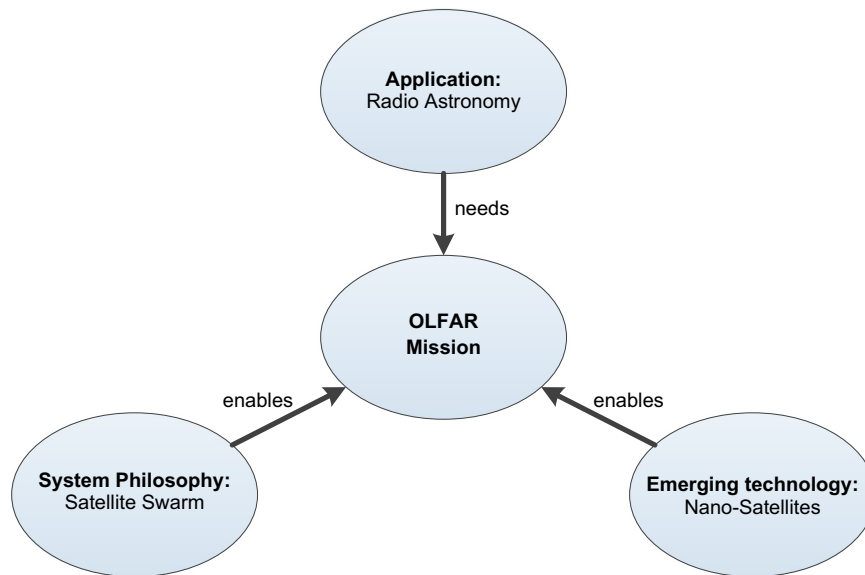 Application:
Radio Astronomy
needs
OLFAR
Mission
enables
enables
System Philosophy:
Satellite Swarm
Emerging technology:
Nano-Satellites